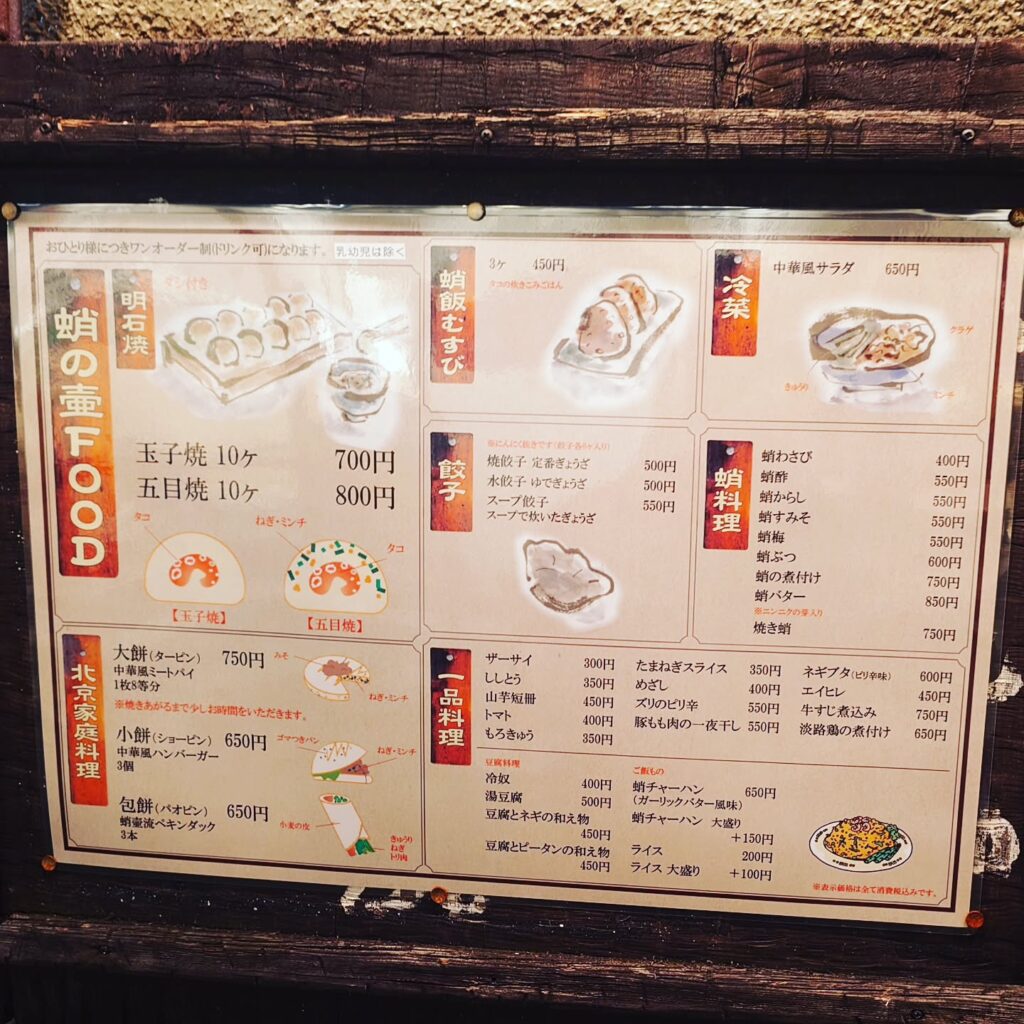 おひとり様につきワンオーダー制(ドリンク可)になります。 乳幼児は除く
蛸の壷FOOD
明石焼
玉子焼 10ヶ 700円
五目焼 10ヶ 800円
タコ
ねぎ・ミンチ
タコ
【玉子焼】
【五目焼】
北京家庭料理
大餅(タービン) 750円
中華風ミートパイ
1枚8等分
※焼きあがるまで少しお時間をいただきます。
みそ
ねぎ・ミンチ
小餅(ショーピン) 650円
中華風ハンバーガー
3個
ゴマつきパン
ねぎ・ミンチ
包餅(パオピン) 650円
蛸壷流ペキンダック
3本
小麦の皮
きゅうり
ねぎ
トリ肉
蛸飯むすび
3ヶ 450円
タコの炊きこみごはん
餃子
※にんにく抜きです(餃子各8ヶ入り)
焼餃子 定番ぎょうざ 500円
水餃子 ゆでぎょうざ 500円
スープ餃子 550円
スープで炊いたぎょうざ
冷菜
中華風サラダ 650円
クラゲ
きゅうり
ミンチ
蛸料理
蛸わさび 400円
蛸酢 550円
蛸からし 550円
蛸すみそ 550円
蛸梅 550円
蛸ぶつ 600円
蛸の煮付け 750円
蛸バター 850円
※ニンニクの芽入り
焼き蛸 750円
一品料理
ザーサイ 300円
ししとう 350円
山芋短冊 450円
トマト 400円
もろきゅう 350円
たまねぎスライス 350円
めざし 400円
ズリのピリ辛 550円
豚もも肉の一夜干し 550円
ネギブタ(ピリ辛味) 600円
エイヒレ 450円
牛すじ煮込み 750円
淡路鶏の煮付け 650円
豆腐料理
冷奴 400円
湯豆腐 500円
豆腐とネギの和え物
450円
豆腐とピータンの和え物
450円
ご飯もの
蛸チャーハン 650円
(ガーリックバター風味)
蛸チャーハン 大盛り
+150円
ライス 200円
ライス 大盛り +100円
※表示価格は全て消費税込みです。